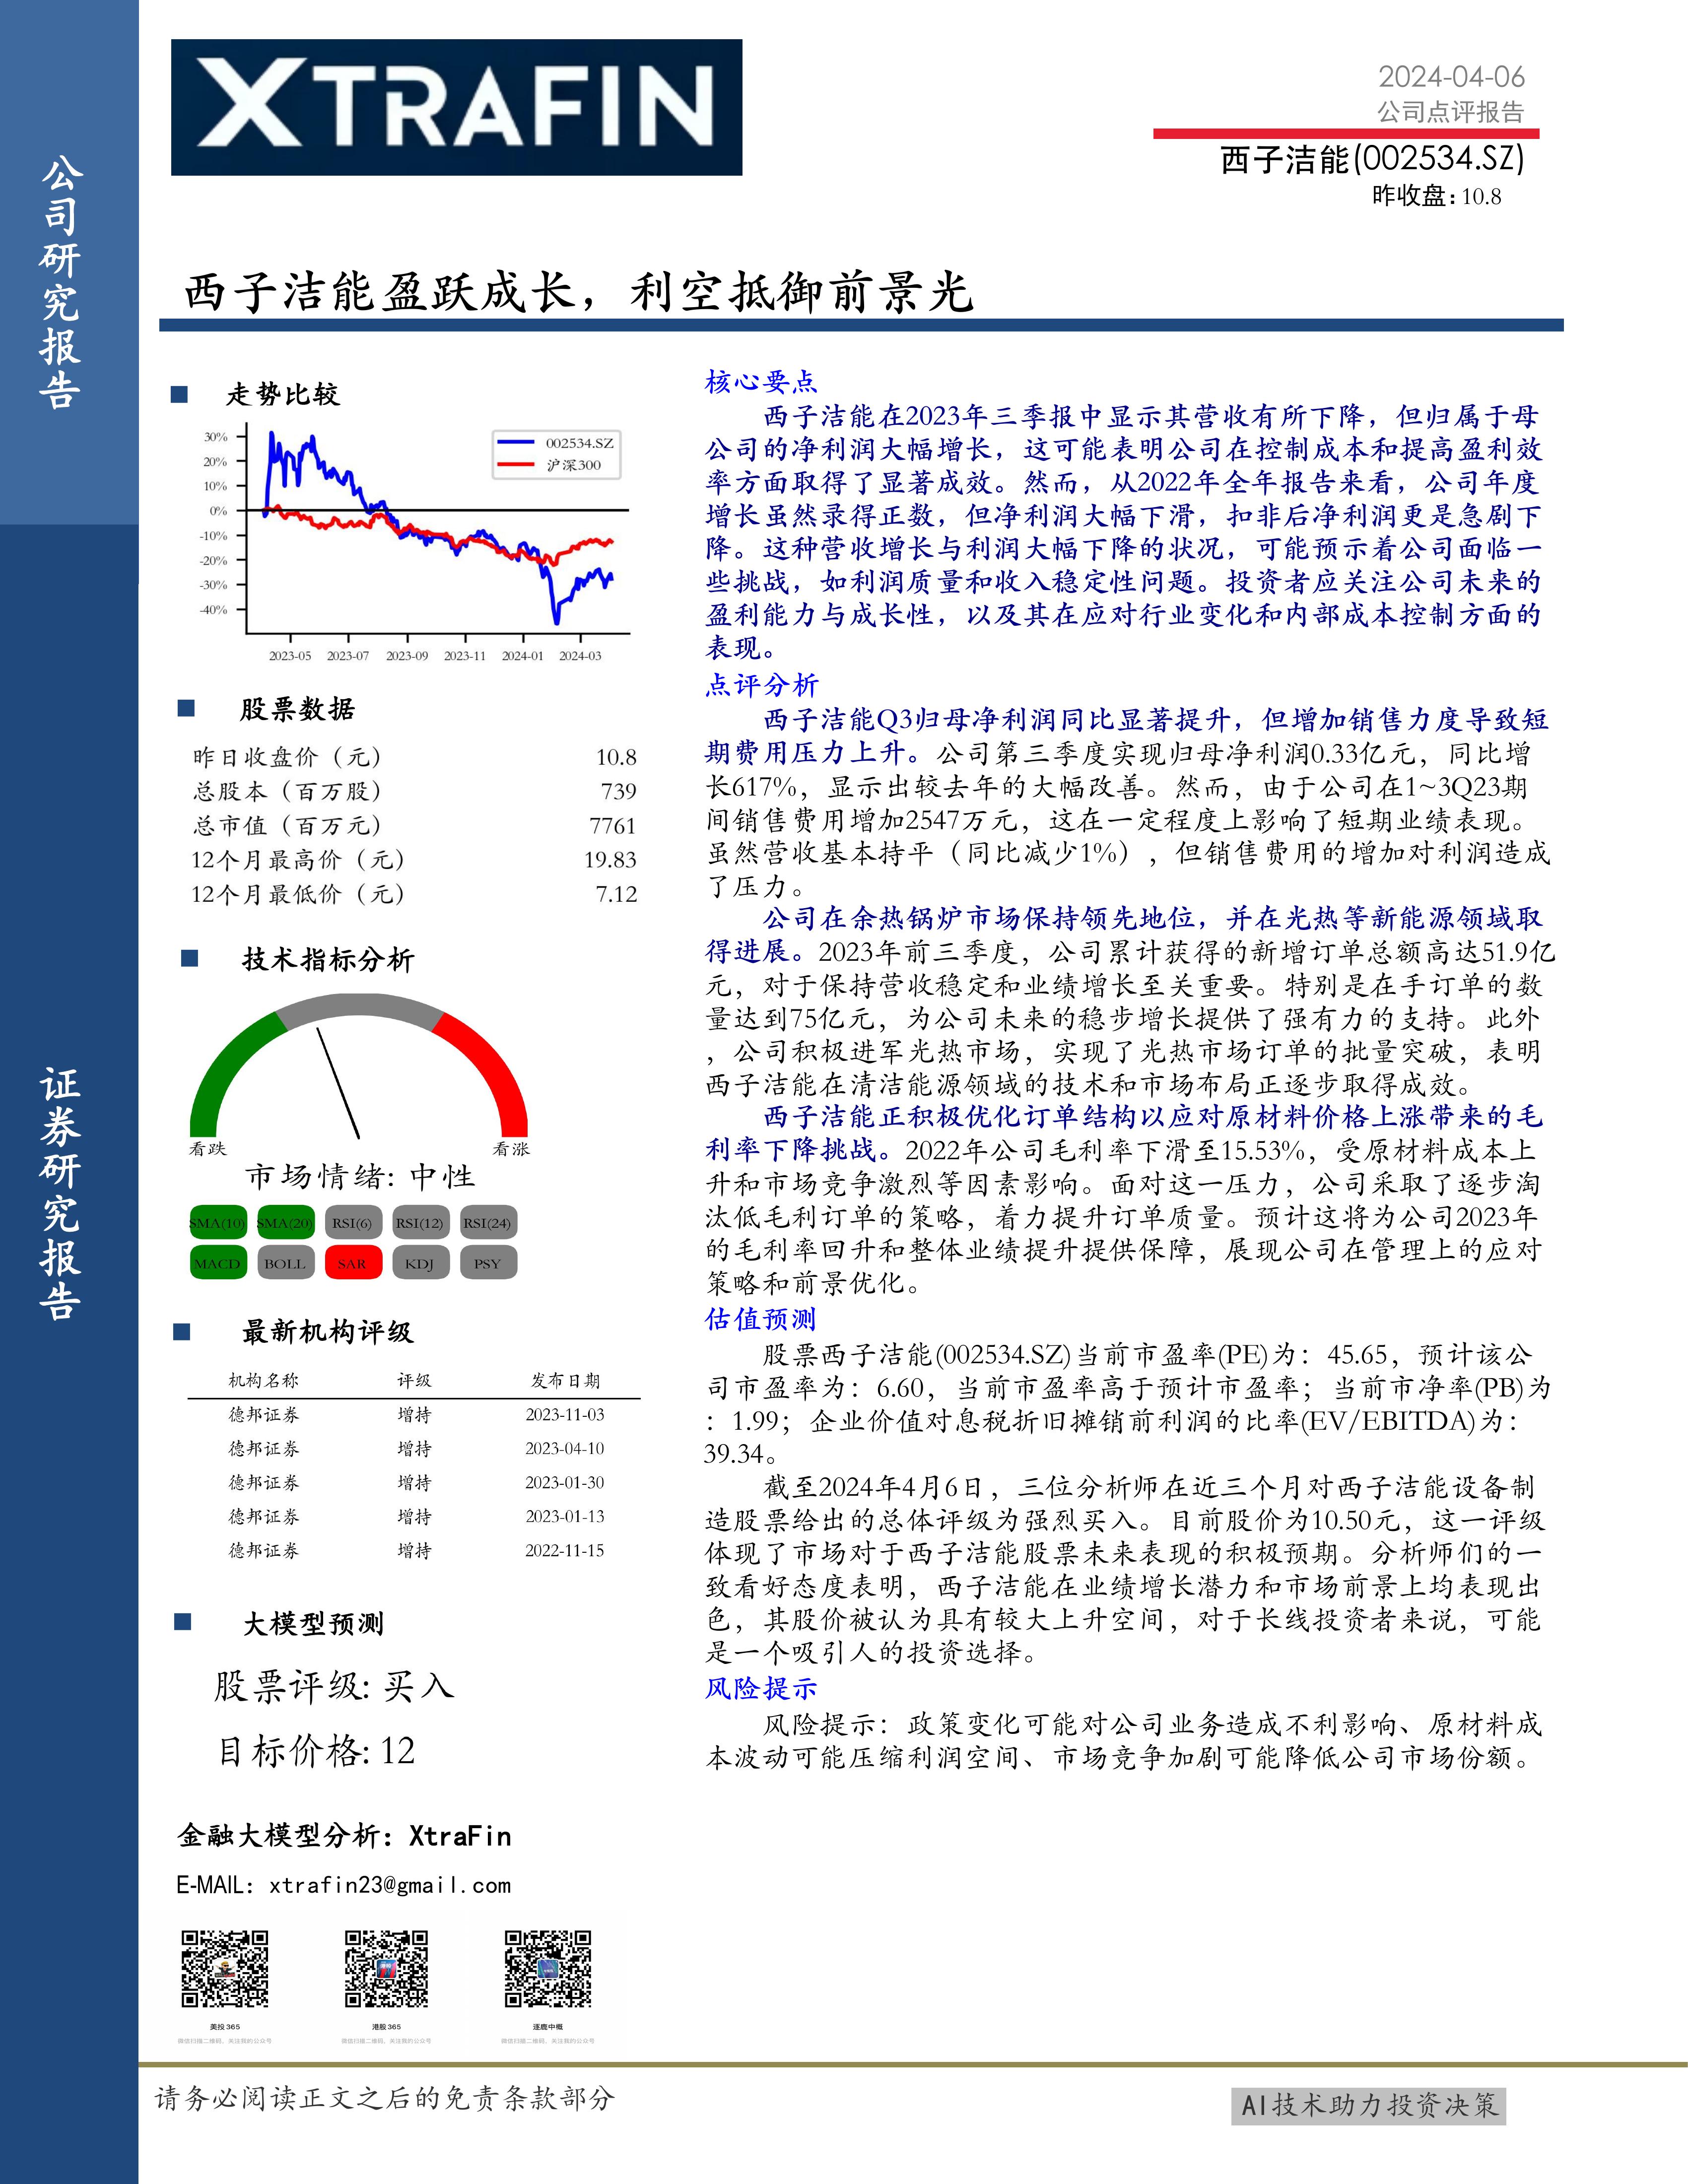 公司研究报告
证券研究报告
XTRAFIN
2024-04-06
公司点评报告
西子洁能(002534.SZ)
昨收盘:10.8
西子洁能盈跃成长，利空抵御前景光
走势比较
30%
20%
10%
0%
-10%
-20%
-30%
-40%
002534.SZ
沪深300
2023-05 2023-07 2023-09 2023-11 2024-01 2024-03
股票数据
昨日收盘价（元） 10.8
总股本（百万股） 739
总市值（百万元） 7761
12个月最高价（元） 19.83
12个月最低价（元） 7.12
技术指标分析
看跌 看涨
市场情绪: 中性
SMA(10) SMA(20) RSI(6) RSI(12) RSI(24)
MACD BOLL SAR KDJ PSY
最新机构评级
机构名称 评级 发布日期
德邦证券 增持 2023-11-03
德邦证券 增持 2023-04-10
德邦证券 增持 2023-01-30
德邦证券 增持 2023-01-13
德邦证券 增持 2022-11-15
大模型预测
股票评级: 买入
目标价格: 12
金融大模型分析：XtraFin
E-MAIL：xtrafin23@gmail.com
美投365 港股365 逐鹿中概
微信扫描二维码，关注我的公众号 微信扫描二维码，关注我的公众号 微信扫描二维码，关注我的公众号
核心要点
西子洁能在2023年三季报中显示其营收有所下降，但归属于母
公司的净利润大幅增长，这可能表明公司在控制成本和提高盈利效
率方面取得了显著成效。然而，从2022年全年报告来看，公司年度
增长虽然录得正数，但净利润大幅下滑，扣非后净利润更是急剧下
降。这种营收增长与利润大幅下降的状况，可能预示着公司面临一
些挑战，如利润质量和收入稳定性问题。投资者应关注公司未来的
盈利能力与成长性，以及其在应对行业变化和内部成本控制方面的
表现。
点评分析
西子洁能Q3归母净利润同比显著提升，但增加销售力度导致短
期费用压力上升。公司第三季度实现归母净利润0.33亿元，同比增
长617%，显示出较去年的大幅改善。然而，由于公司在1~3Q23期
间销售费用增加2547万元，这在一定程度上影响了短期业绩表现。
虽然营收基本持平（同比减少1%），但销售费用的增加对利润造成
了压力。
公司在余热锅炉市场保持领先地位，并在光热等新能源领域取
得进展。2023年前三季度，公司累计获得的新增订单总额高达51.9亿
元，对于保持营收稳定和业绩增长至关重要。特别是在手订单的数
量达到75亿元，为公司未来的稳步增长提供了强有力的支持。此外
，公司积极进军光热市场，实现了光热市场订单的批量突破，表明
西子洁能在清洁能源领域的技术和市场布局正逐步取得成效。
西子洁能正积极优化订单结构以应对原材料价格上涨带来的毛
利率下降挑战。2022年公司毛利率下滑至15.53%，受原材料成本上
升和市场竞争激烈等因素影响。面对这一压力，公司采取了逐步淘
汰低毛利订单的策略，着力提升订单质量。预计这将为公司2023年
的毛利率回升和整体业绩提升提供保障，展现公司在管理上的应对
策略和前景优化。
估值预测
股票西子洁能(002534.SZ)当前市盈率(PE)为：45.65，预计该公
司市盈率为：6.60，当前市盈率高于预计市盈率；当前市净率(PB)为
：1.99；企业价值对息税折旧摊销前利润的比率(EV/EBITDA)为：
39.34。
截至2024年4月6日，三位分析师在近三个月对西子洁能设备制
造股票给出的总体评级为强烈买入。目前股价为10.50元，这一评级
体现了市场对于西子洁能股票未来表现的积极预期。分析师们的一
致看好态度表明，西子洁能在业绩增长潜力和市场前景上均表现出
色，其股价被认为具有较大上升空间，对于长线投资者来说，可能
是一个吸引人的投资选择。
风险提示
风险提示：政策变化可能对公司业务造成不利影响、原材料成
本波动可能压缩利润空间、市场竞争加剧可能降低公司市场份额。
请务必阅读正文之后的免责条款部分
AI技术助力投资决策